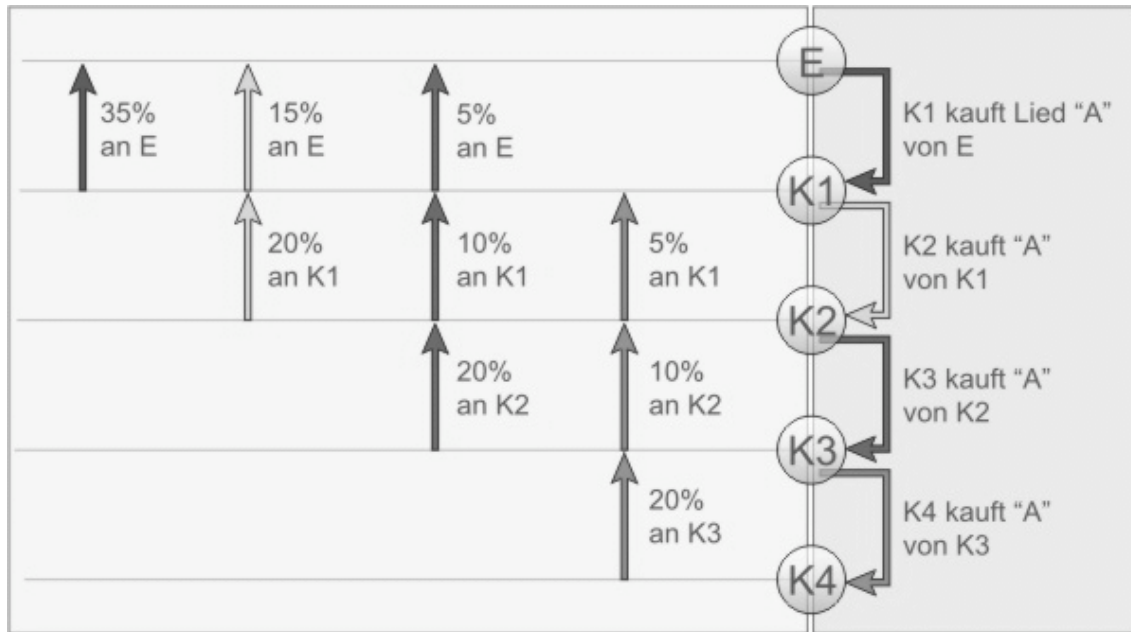 E
35%
an E
15%
an E
5%
an E
K1 kauft Lied “A”
von E
K1
20%
an K1
10%
an K1
5%
an K1
K2 kauft “A”
von K1
K2
20%
an K2
10%
an K2
K3 kauft “A”
von K2
K3
20%
an K3
K4 kauft “A”
von K3
K4